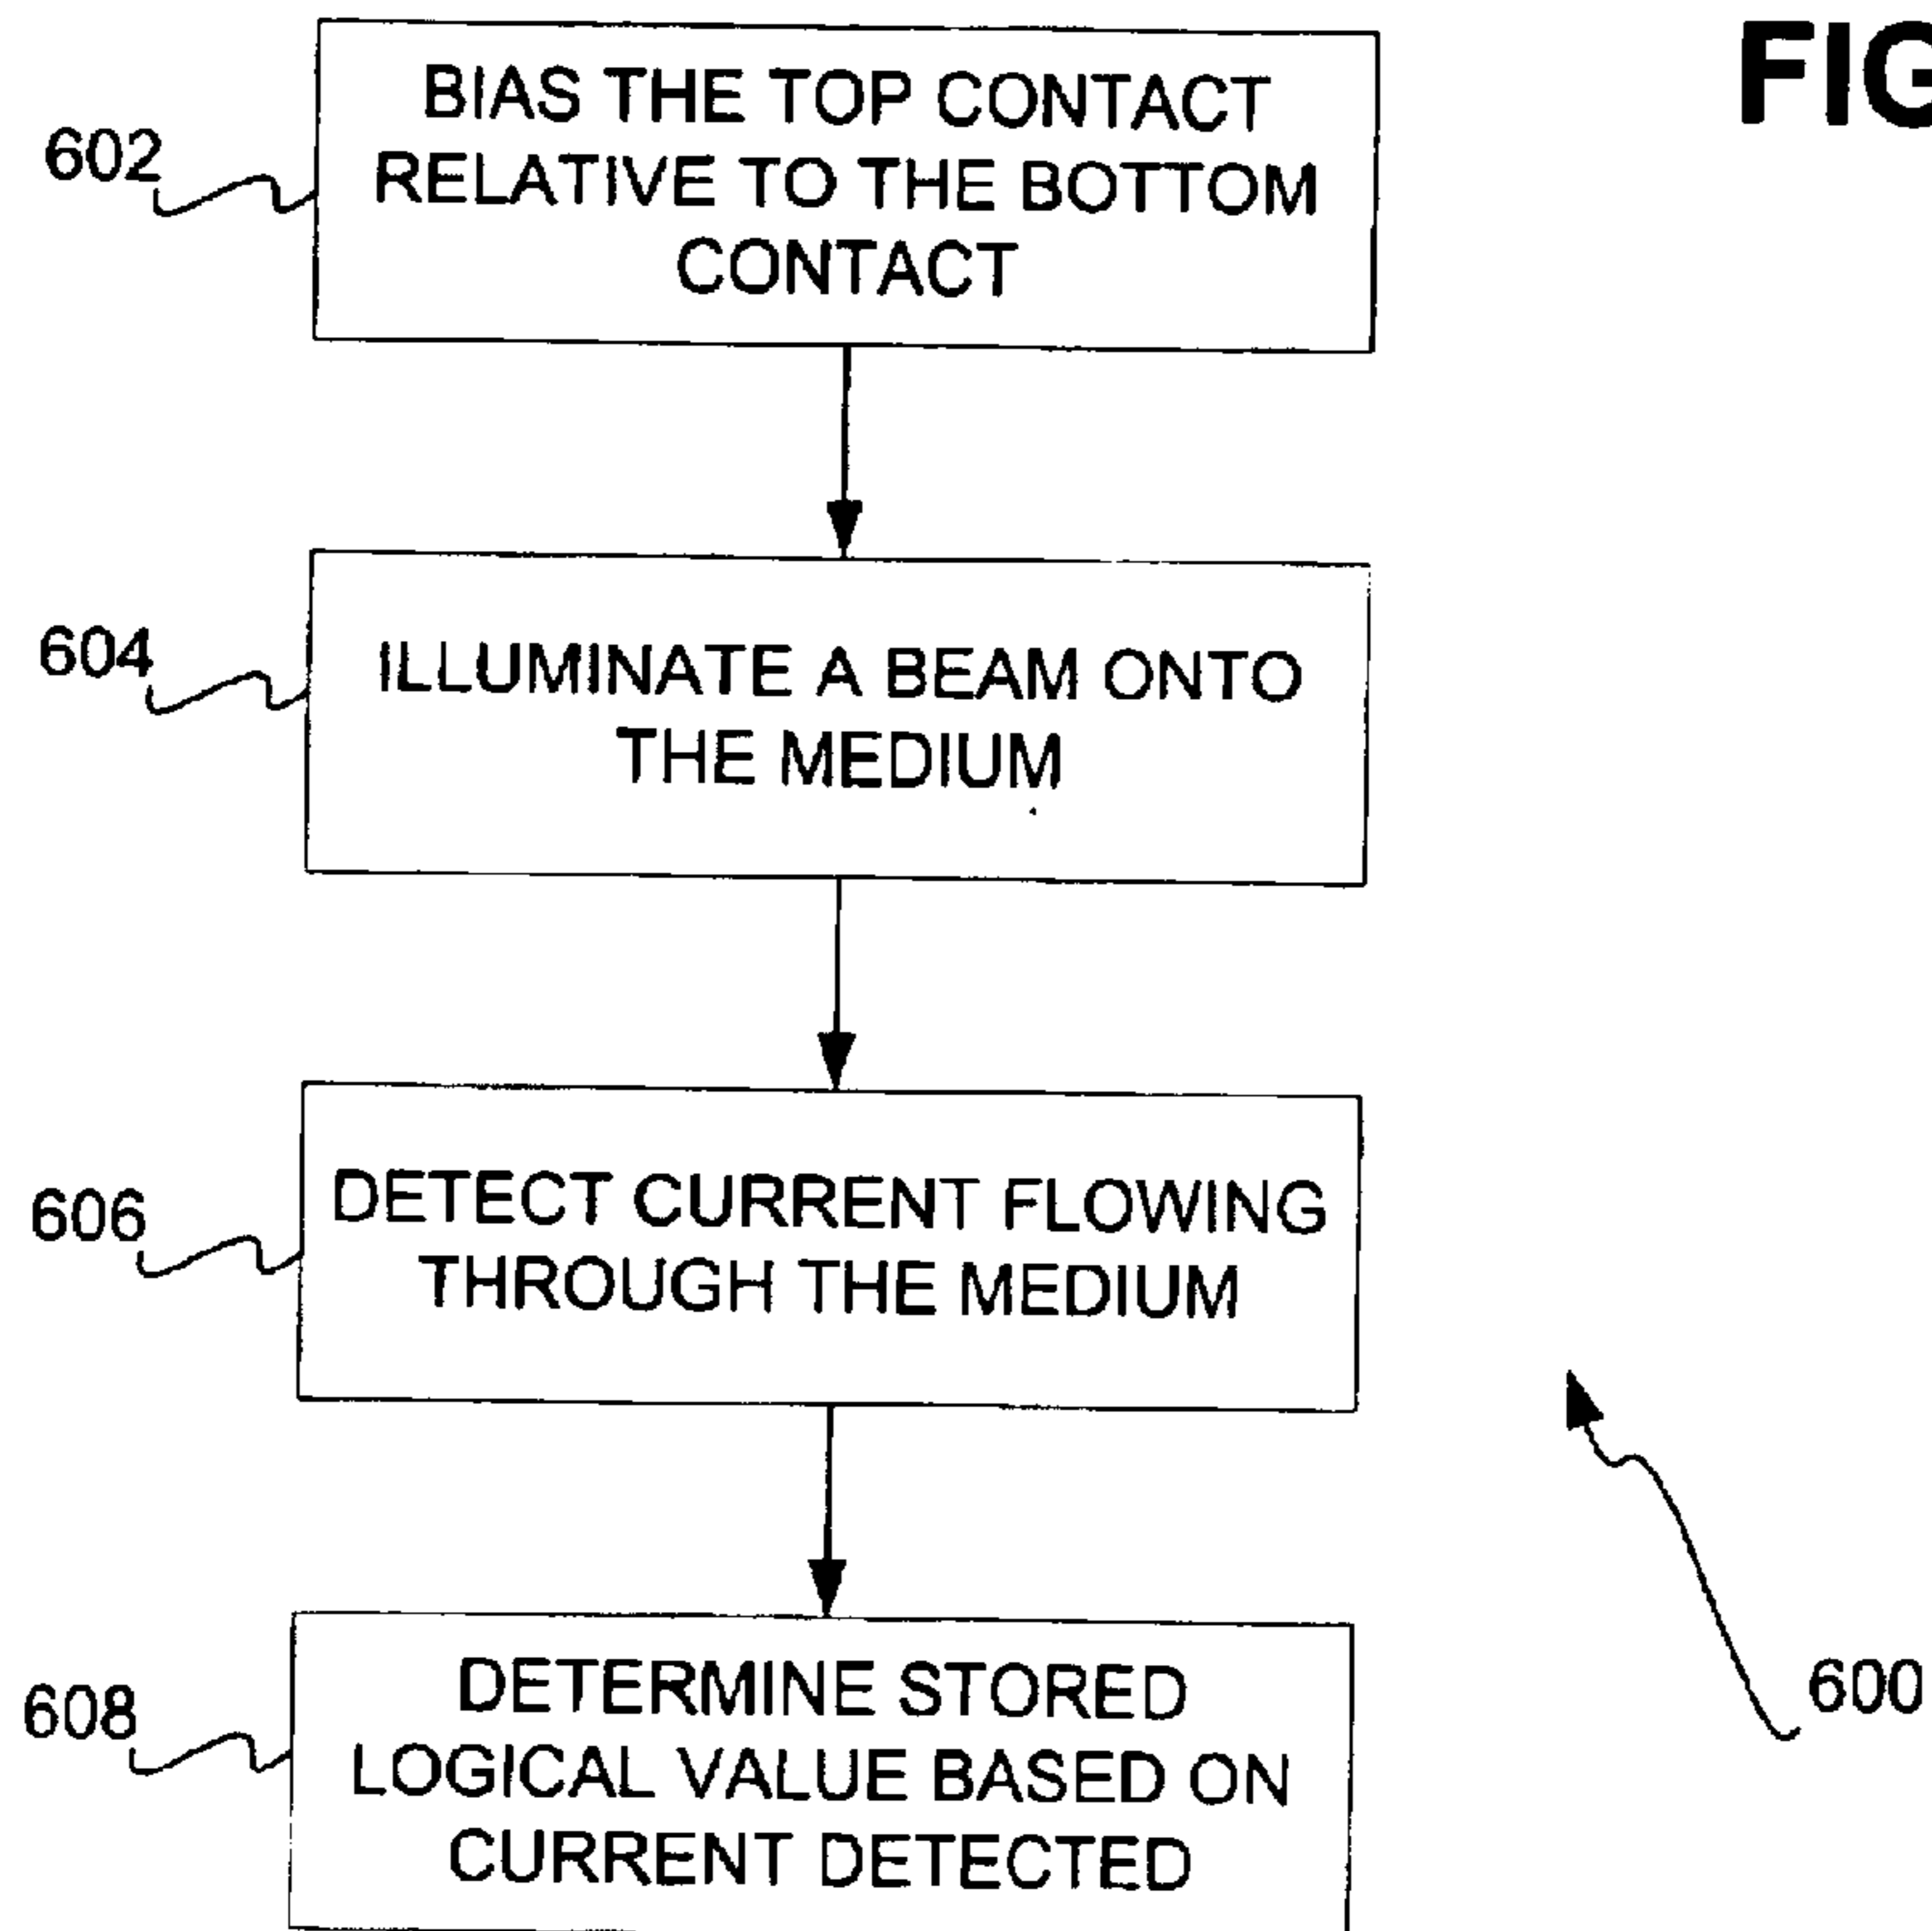 FIG
602
BIAS THE TOP CONTACT
RELATIVE TO THE BOTTOM
CONTACT
604
ILLUMINATE A BEAM ONTO
THE MEDIUM
606
DETECT CURRENT FLOWING
THROUGH THE MEDIUM
608
DETERMINE STORED
LOGICAL VALUE BASED ON
CURRENT DETECTED
600